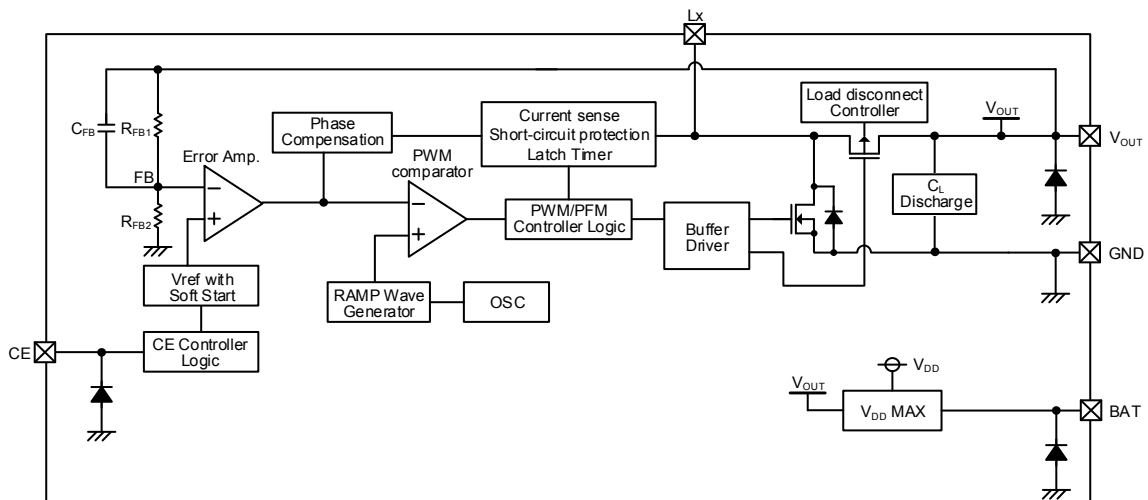 Lx
Load disconnect
Controller
VOUT
VOUT
CFB
RFB1
Phase
Compensation
Current sense
Short-circuit protection
Latch Timer
Error Amp.
PWM
comparator
FB
−
+
−
+
RFB2
PWM/PFM
Controller Logic
Buffer
Driver
CL
Discharge
GND
Vref with
Soft Start
RAMP Wave
Generator
OSC
CE
CE Controller
Logic
VDD
VOUT
VDD MAX
BAT